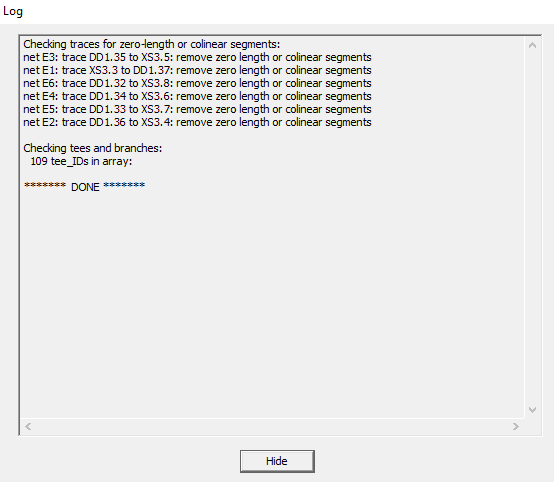 Log
Checking traces for zero-length or colinear segments:
net E3: trace DD1.35 to XS3.5: remove zero length or colinear segments
net E1: trace XS3.3 to DD1.37: remove zero length or colinear segments
net E6: trace DD1.32 to XS3.8: remove zero length or colinear segments
net E4: trace DD1.34 to XS3.6: remove zero length or colinear segments
net E5: trace DD1.33 to XS3.7: remove zero length or colinear segments
net E2: trace DD1.36 to XS3.4: remove zero length or colinear segments
Checking tees and branches:
109 tee_IDs in array:
******* DONE *******
Hide